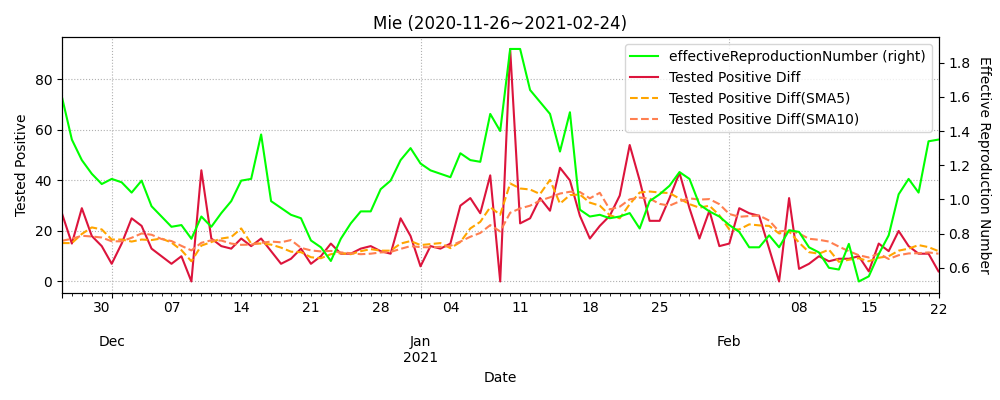 Mie (2020-11-26~2021-02-24)
effectiveReproductionNumber (right)
Tested Positive Diff
Tested Positive Diff(SMA5)
Tested Positive Diff(SMA10)
Tested Positive
80
60
40
20
0
1.8
1.6
1.4
1.2
1.0
0.8
0.6
Effective Reproduction Number
30 07 14 21 28 04 11 18 25 08 15 22
Dec Jan Feb
2021
Date